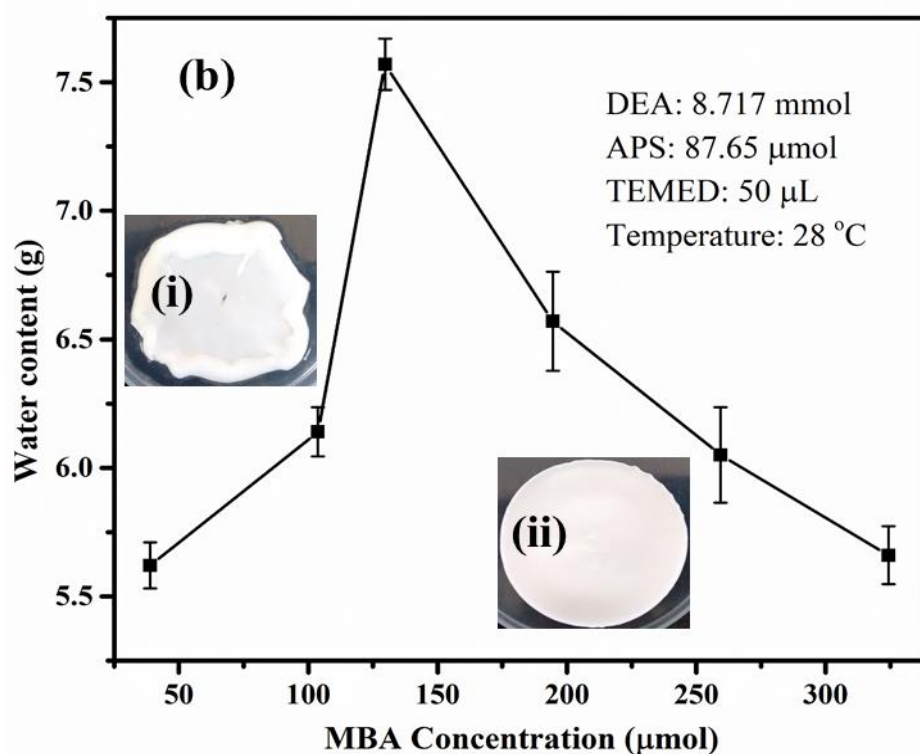 (b)
DEA: 8.717 mmol
APS: 87.65 μmol
TEMED: 50 μL
Temperature: 28 °C
(i)
(ii)
Water content (g)
7.5
7.0
6.5
6.0
5.5
50 100 150 200 250 300
MBA Concentration (μmol)